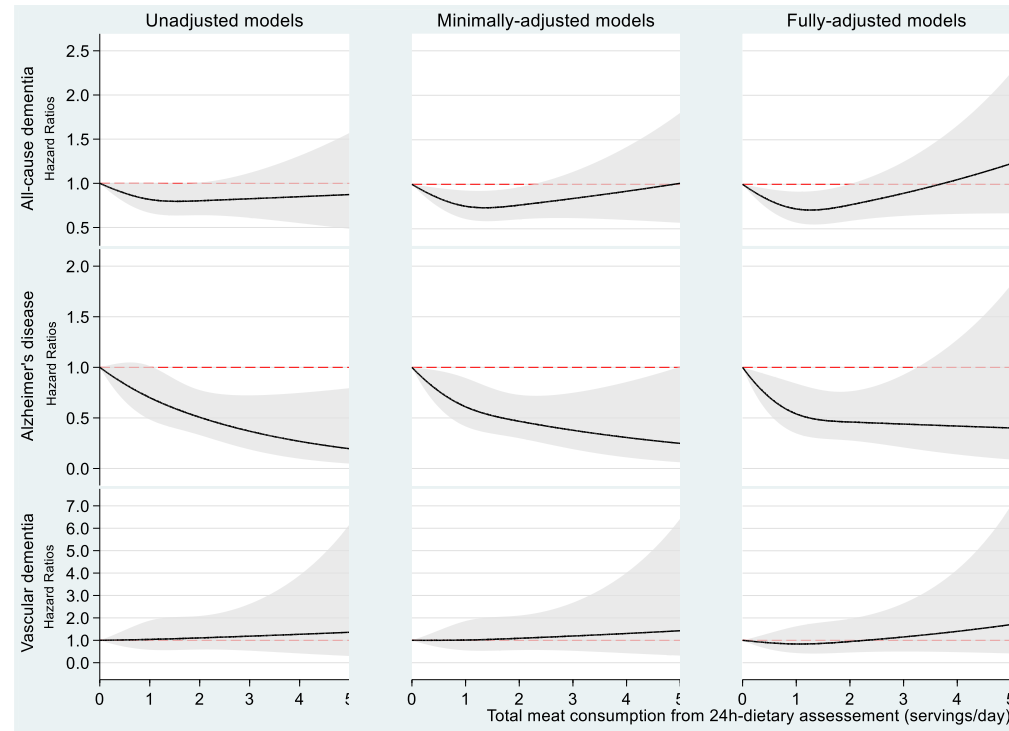 Unadjusted models Minimally-adjusted models Fully-adjusted models
All-cause dementia
Hazard Ratios
2.5
2.0
1.5
1.0
0.5
Alzheimer's disease
Hazard Ratios
2.0
1.5
1.0
0.5
0.0
Vascular dementia
Hazard Ratios
7.0
6.0
5.0
4.0
3.0
2.0
1.0
0.0
0 1 2 3 4 5 0 1 2 3 4 5 0 1 2 3 4 5
Total meat consumption from 24h-dietary assessement (servings/day)